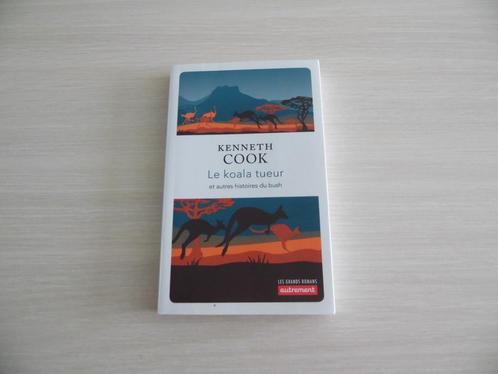 KENNETH
COOK
Le koala tueur
et autres histoires du bush
LES GRANDS ROMANS
autrement